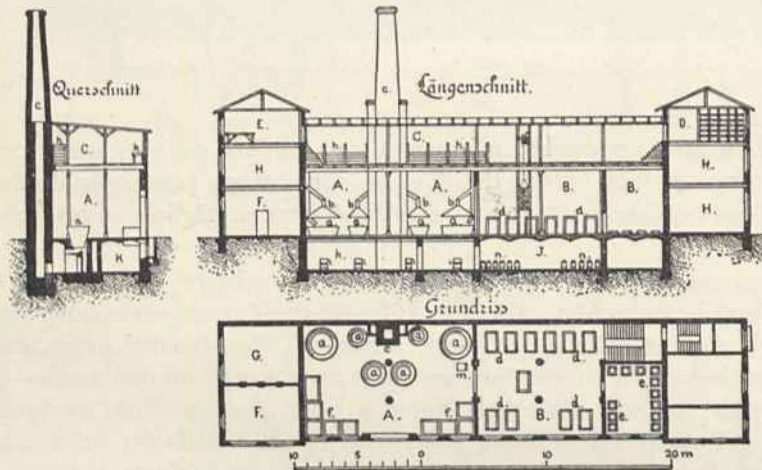 Querschnitt
Längenschnitt.
c. c.
E. C. h. h. h. D.
C. h.
H H.
A. A. A. B. B.
F. b. b. b. b. H.
a. a. a. a. a. d. d.
K k. n. J. n.
Grundriss
G. a. a. c. a. a. d. d.
a. a. m. e.
F. f. A. f. d. B. d. e.
10 5 0 10 20 m